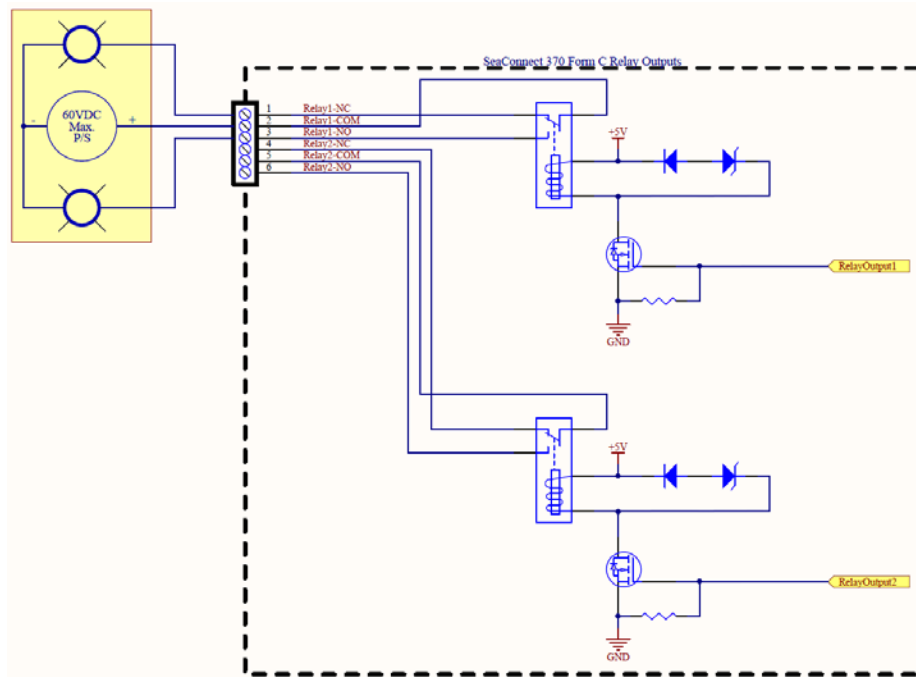 SeaConnect 370 Form C Relay Outputs
60VDC
Max.
P/S
-
+
1 Relay1-NC
2 Relay1-COM
3 Relay1-NO
4 Relay2-NC
5 Relay2-COM
6 Relay2-NO
+5V
RelayOutput1
GND
+5V
RelayOutput2
GND